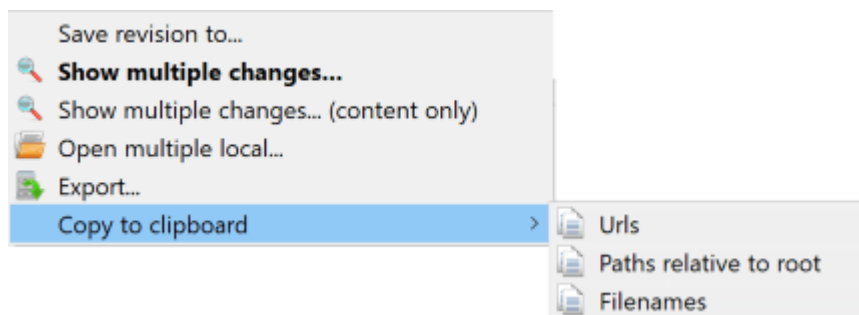 Save revision to...
Show multiple changes...
Show multiple changes... (content only)
Open multiple local...
Export...
Copy to clipboard
Urls
Paths relative to root
Filenames